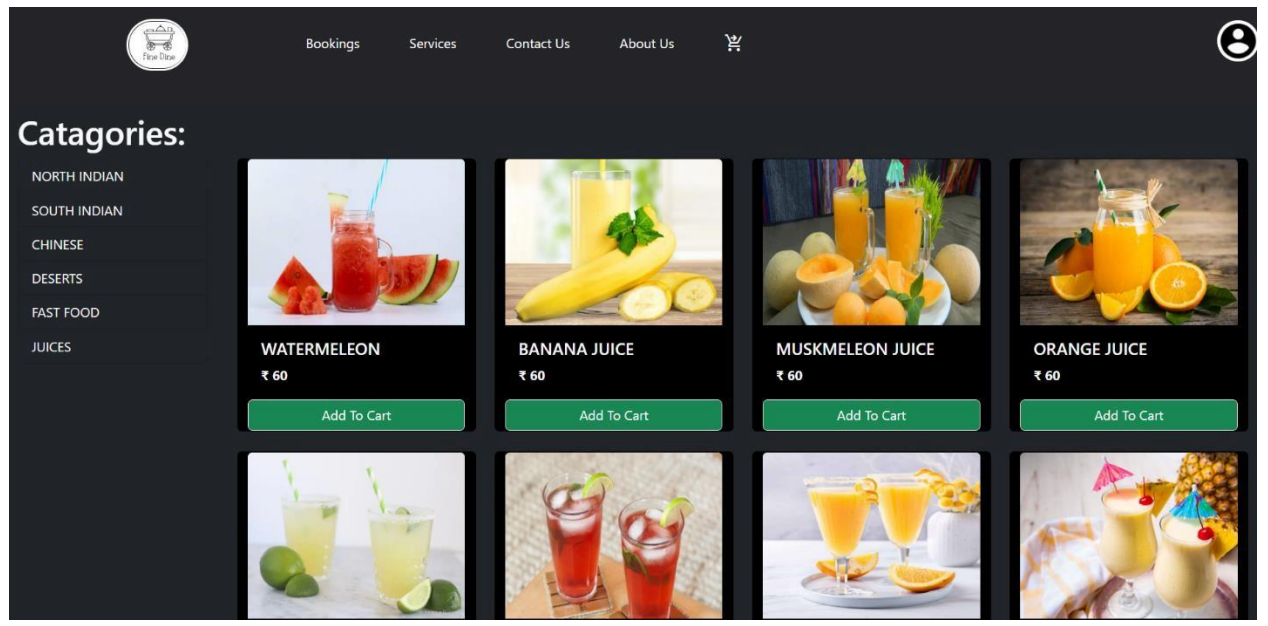 Fine Dine
Bookings Services Contact Us About Us
Catagories:
NORTH INDIAN
SOUTH INDIAN
CHINESE
DESERTS
FAST FOOD
JUICES
WATERMELEON
₹ 60
Add To Cart
BANANA JUICE
₹ 60
Add To Cart
MUSKMELEON JUICE
₹ 60
Add To Cart
ORANGE JUICE
₹ 60
Add To Cart